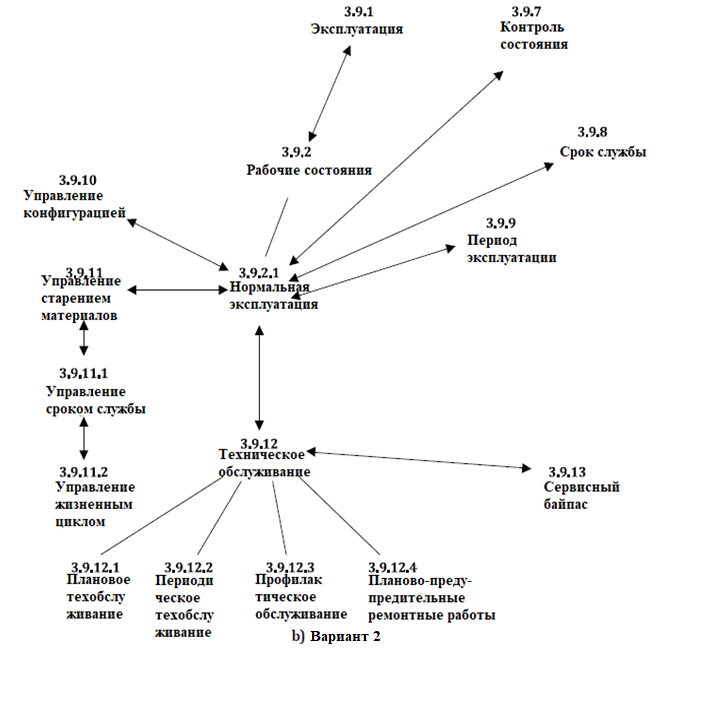 3.9.1
Эксплуатация
3.9.7
Контроль
состояния
3.9.8
Срок службы
3.9.2
Рабочие состояния
3.9.10
Управление
конфигурацией
3.9.9
Период
эксплуатации
3.9.11
Управление
старением
материалов
3.9.2.1
Нормальная
эксплуатация
3.9.11.1
Управление
сроком службы
3.9.12
Техническое
обслуживание
3.9.11.2
Управление
жизненным
циклом
3.9.13
Сервисный
байпас
3.9.12.1
Плановое
техобслу
живание
3.9.12.2
Периоди
ческое
техобслу
живание
3.9.12.3
Профилак
тическое
обслуживание
3.9.12.4
Планово-преду-
предительные
ремонтные работы
b) Вариант 2